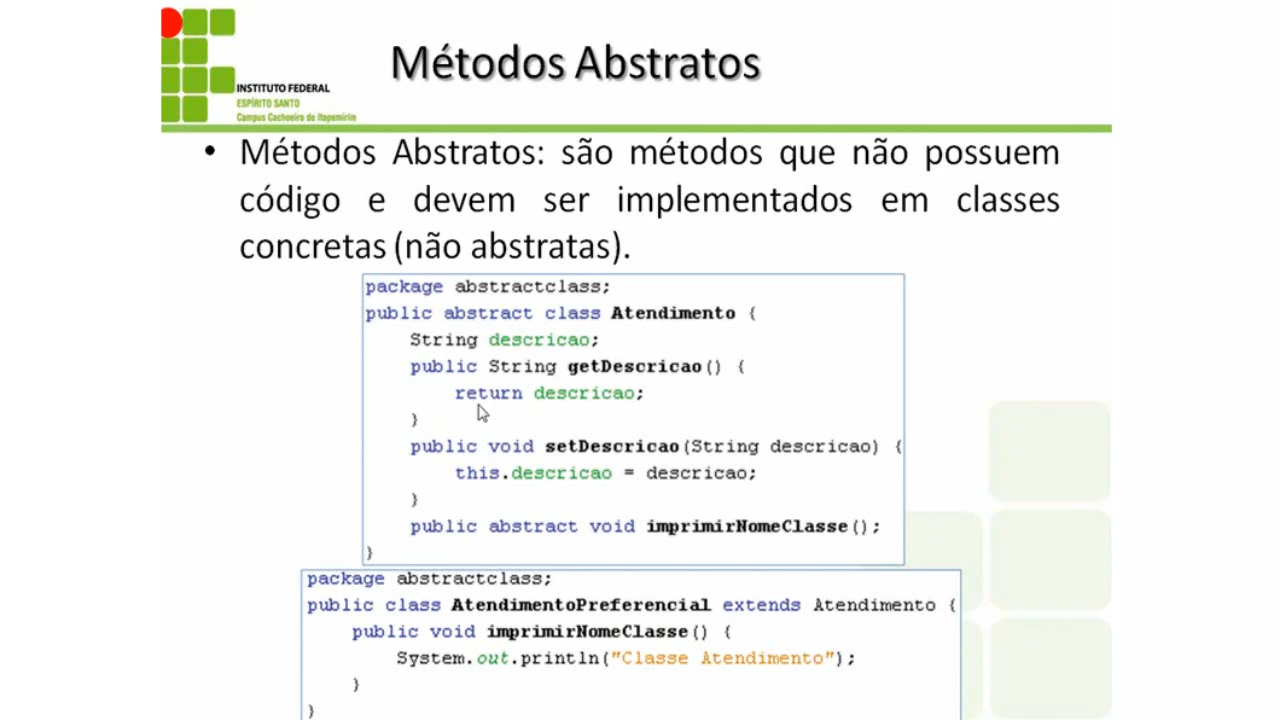 INSTITUTO FEDERAL
ESPÍRITO SANTO
Campus Cachoeiro de Itapemirim
Métodos Abstratos
• Métodos Abstratos: são métodos que não possuem
código e devem ser implementados em classes
concretas (não abstratas).
package abstractclass;
public abstract class Atendimento {
    String descricao;
    public String getDescricao() {
        return descricao;
    }
    public void setDescricao(String descricao) {
        this.descricao = descricao;
    }
    public abstract void imprimirNomeClasse();
}
package abstractclass;
public class AtendimentoPreferencial extends Atendimento {
    public void imprimirNomeClasse() {
        System.out.println("Classe Atendimento");
    }
}